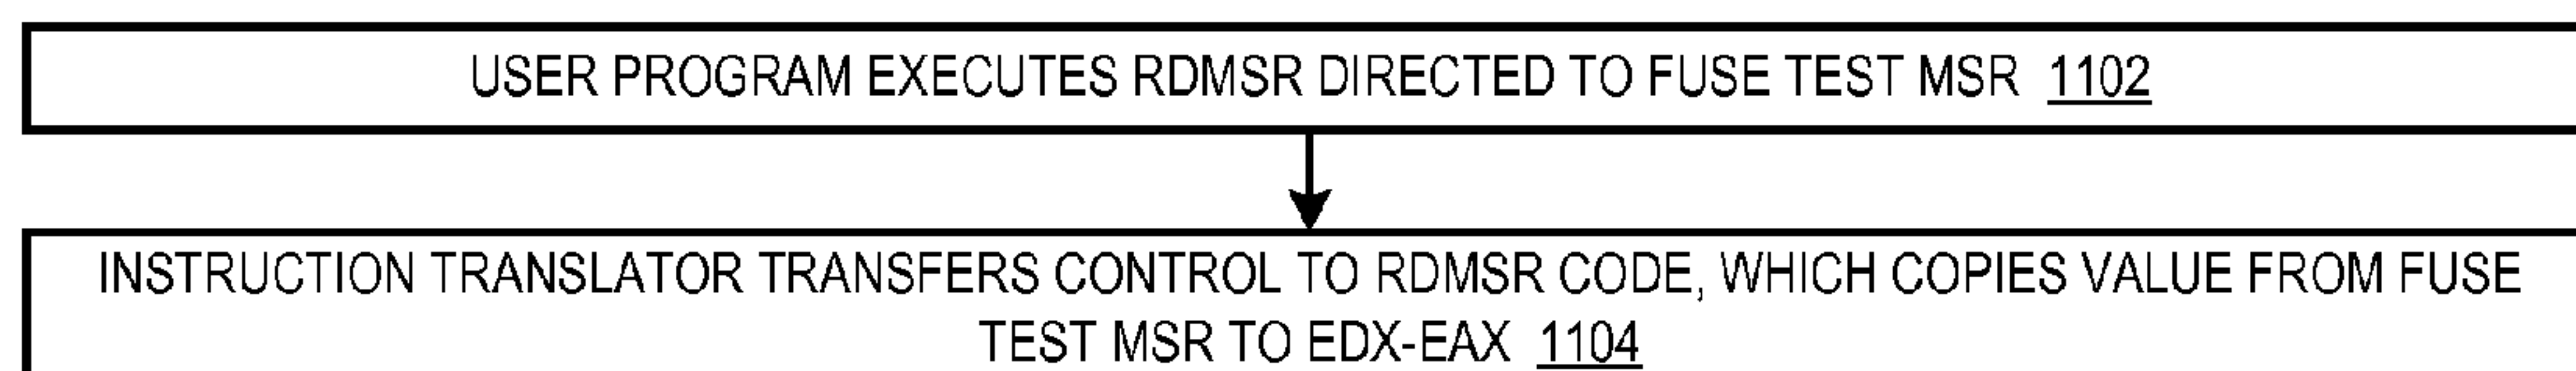 USER PROGRAM EXECUTES RDMSR DIRECTED TO FUSE TEST MSR 1102
INSTRUCTION TRANSLATOR TRANSFERS CONTROL TO RDMSR CODE, WHICH COPIES VALUE FROM FUSE
TEST MSR TO EDX-EAX 1104